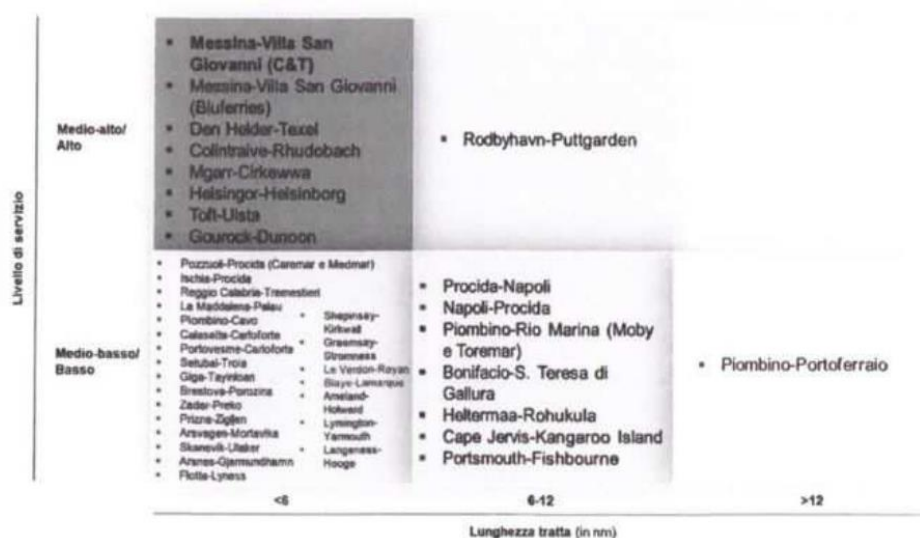 Livello di servizio
Medio-alto/
Alto
▪ Messina-Villa San
Giovanni (C&T)
▪ Messina-Villa San Giovanni
(Bluferries)
▪ Den Helder-Texel
▪ Colintraive-Rhudobach
▪ Mgarr-Cirkewwa
▪ Helsingor-Helsinborg
▪ Toft-Ulsta
▪ Gourock-Dunoon
▪ Rodbyhavn-Puttgarden
Medio-basso/
Basso
▪ Pozzuoli-Procida (Caremar e Medmar)
▪ Ischia-Procida
▪ Reggio Calabria-Tremestieri
▪ La Maddalena-Palau
▪ Piombino-Cavo
▪ Calasetta-Carloforte
▪ Portovesme-Carloforte
▪ Setubal-Troia
▪ Giga-Tayinloan
▪ Brestova-Porozina
▪ Zadar-Preko
▪ Prizna-Zigljen
▪ Arsvagen-Mortavika
▪ Skanevik-Utaker
▪ Arsnes-Gjermundhamn
▪ Flotta-Lyness
▪ Shapinsay-
Kirkwall
▪ Graemsay-
Stromness
▪ Le Verdon-Royan
▪ Blaye-Lamarque
▪ Ameland-
Holwerd
▪ Lymington-
Yarmouth
▪ Langeness-
Hooge
▪ Procida-Napoli
▪ Napoli-Procida
▪ Piombino-Rio Marina (Moby
e Toremar)
▪ Bonifacio-S. Teresa di
Gallura
▪ Heltermaa-Rohukula
▪ Cape Jervis-Kangaroo Island
▪ Portsmouth-Fishbourne
▪ Piombino-Portoferraio
<6
6-12
>12
Lunghezza tratta (in nm)